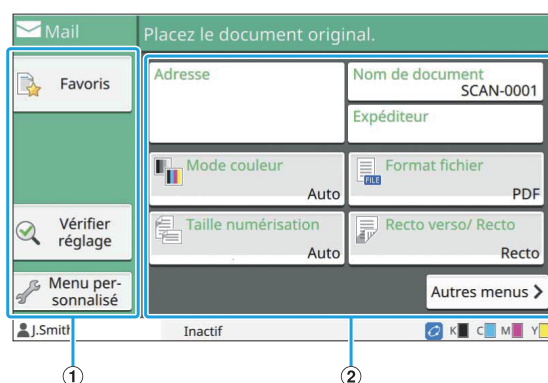 Mail
Placez le document original.
Favoris
Vérifier
réglage
Menu per-
sonnalisé
Adresse
Nom de document
SCAN-0001
Expéditeur
Mode couleur
Auto
Format fichier
FILE
PDF
Taille numérisation
Auto
Recto verso/ Recto
Recto
Autres menus
J.Smith
Inactif
K C M Y
1
2